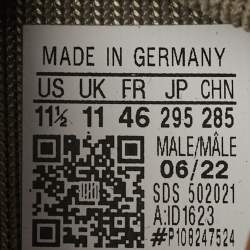 MADE IN GERMANY
US UK FR JP CHN
11½ 11 46 295 285
MALE/MÂLE
06/22
SDS 502021
A:ID1623
#P108247524